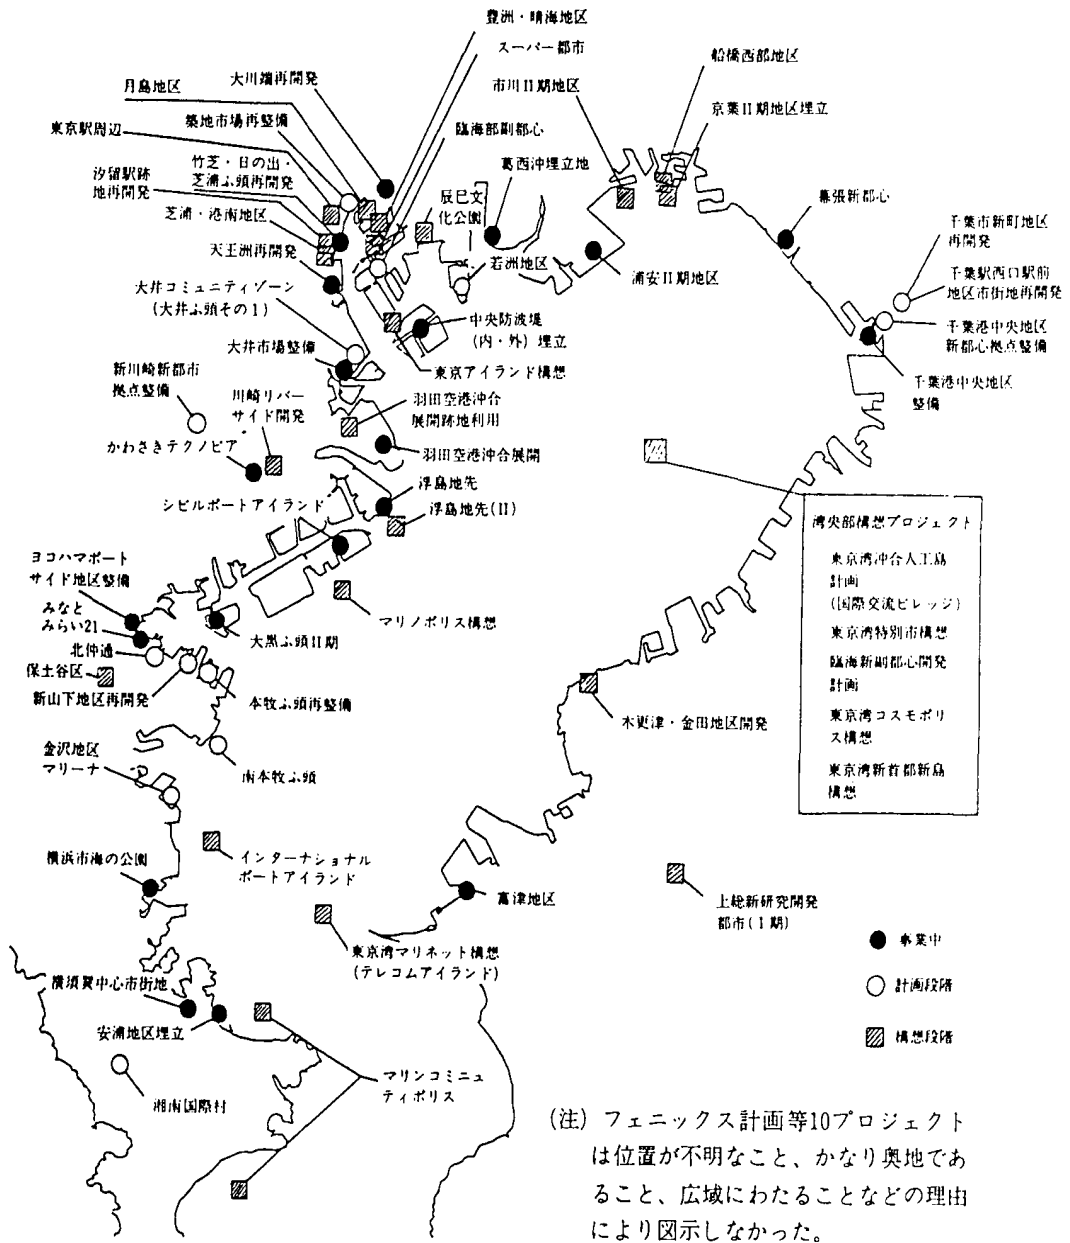 豊洲・晴海地区
スーパー都市
大川端再開発
月島地区
築地市場再整備
東京駅周辺
臨海部副都心
市川II期地区
船橋西部地区
京葉II期地区埋立
竹芝・日の出・
芝浦ふ頭再開発
汐留駅跡
地再開発
芝浦・港南地区
天王洲再開発
辰巳文
化公園
葛西沖埋立地
若洲地区
浦安II期地区
幕張新都心
千葉市新町地区
再開発
千葉駅西口駅前
地区市街地再開発
千葉港中央地区
新都心拠点整備
千葉港中央地区
整備
大井コミュニティゾーン
(大井ふ頭その1)
大井市場整備
中央防波堤
(内・外)埋立
東京アイランド構想
新川崎新都市
拠点整備
川崎リバー
サイド開発
羽田空港沖合
展開跡地利用
かわさきテクノピア
羽田空港沖合展開
シビルポートアイランド
浮島地先
浮島地先(II)
ヨコハマポート
サイド地区整備
みなと
みらい21
北仲通
保土谷区
新山下地区再開発
大黒ふ頭II期
マリノポリス構想
本牧ふ頭再整備
金沢地区
マリーナ
南本牧ふ頭
木更津・金田地区開発
湾央部構想プロジェクト
東京湾沖合人工島
計画
(国際交流ビレッジ)
東京湾特別市構想
臨海新副都心開発
計画
東京湾コスモポリ
ス構想
東京湾新首都新島
構想
横浜市海の公園
インターナショナル
ポートアイランド
富津地区
上総新研究開発
都市(I期)
東京湾マリネット構想
(テレコムアイランド)
横須賀中心市街地
安浦地区埋立
湘南国際村
マリンコミニュ
ティポリス
事業中
計画段階
構想段階
(注) フェニックス計画等10プロジェクト
は位置が不明なこと、かなり奥地であ
ること、広域にわたることなどの理由
により図示しなかった。